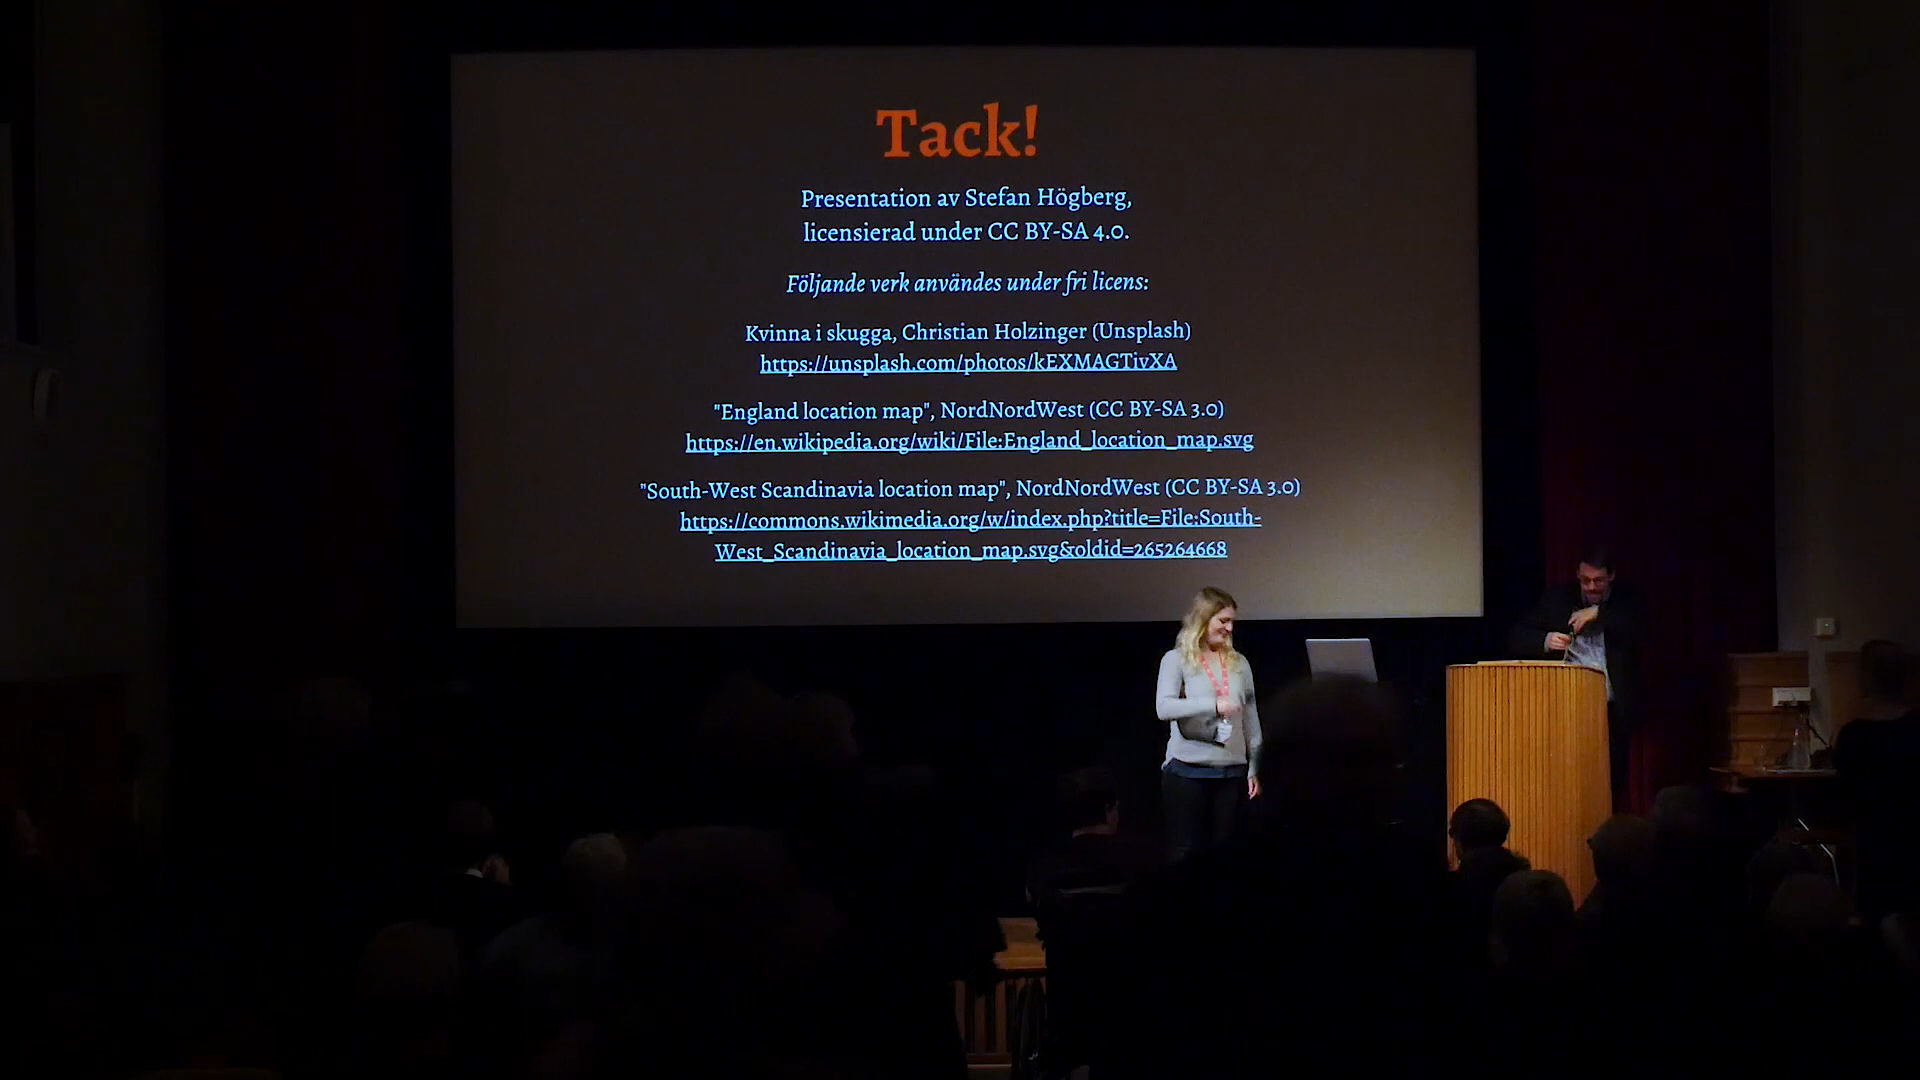 Tack!
Presentation av Stefan Högberg,
licensierad under CC BY-SA 4.0.
Följande verk användes under fri licens:
Kvinna i skugga, Christian Holzinger (Unsplash)
https://unsplash.com/photos/kEXMAGTivXA
"England location map", NordNordWest (CC BY-SA 3.0)
https://en.wikipedia.org/wiki/File:England_location_map.svg
"South-West Scandinavia location map", NordNordWest (CC BY-SA 3.0)
https://commons.wikimedia.org/w/index.php?title=File:South-
West_Scandinavia_location_map.svg&oldid=265264668